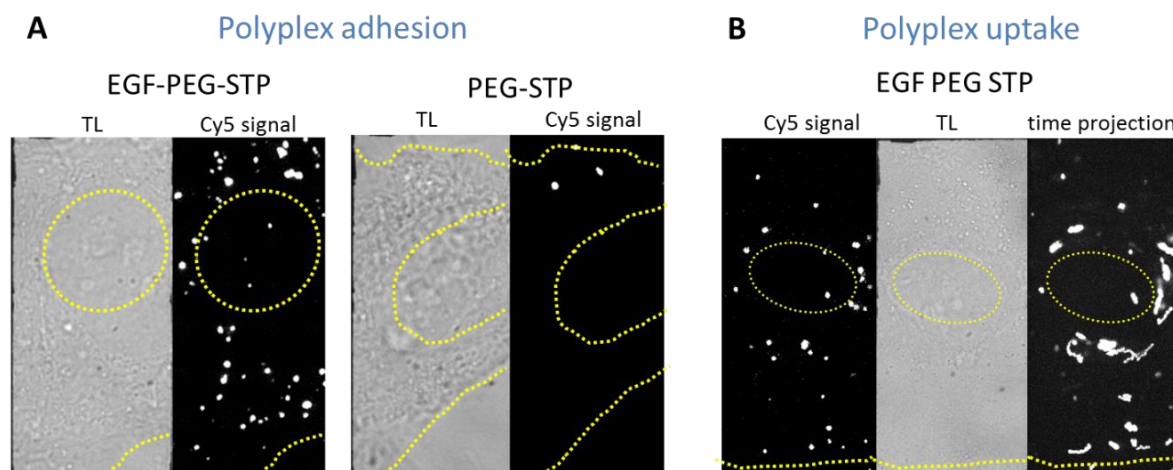 A
Polyplex adhesion
EGF-PEG-STP
TL
Cy5 signal
PEG-STP
TL
Cy5 signal
B
Polyplex uptake
EGF PEG STP
Cy5 signal
TL
time projection